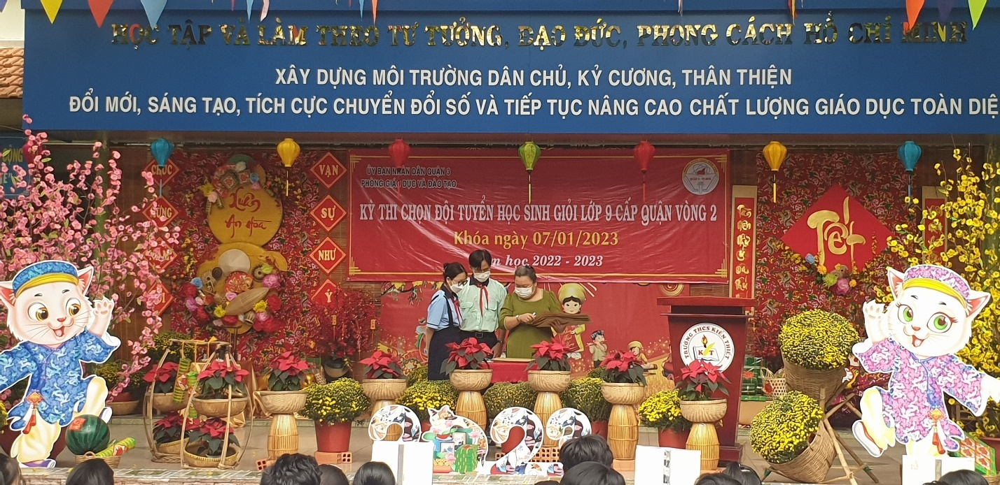 HỌC TẬP VÀ LÀM THEO TƯ TƯỞNG, ĐẠO ĐỨC, PHONG CÁCH HỒ CHÍ MINH
XÂY DỰNG MÔI TRƯỜNG DÂN CHỦ, KỶ CƯƠNG, THÂN THIỆN
ĐỔI MỚI, SÁNG TẠO, TÍCH CỰC CHUYỂN ĐỔI SỐ VÀ TIẾP TỤC NÂNG CAO CHẤT LƯỢNG GIÁO DỤC TOÀN DIỆ
ỦY BAN NHÂN DÂN QUẬN 3
PHÒNG GIÁO DỤC VÀ ĐÀO TẠO
KỲ THI CHỌN ĐỘI TUYỂN HỌC SINH GIỎI LỚP 9 CẤP QUẬN VÒNG 2
Khóa ngày 07/01/2023
học 2022 - 2023
CHÚC
VẠN
SỰ
NHƯ
Ý
Xuân
An Hòa
Tết
TRƯỜNG THCS KIẾN THIẾT
2023